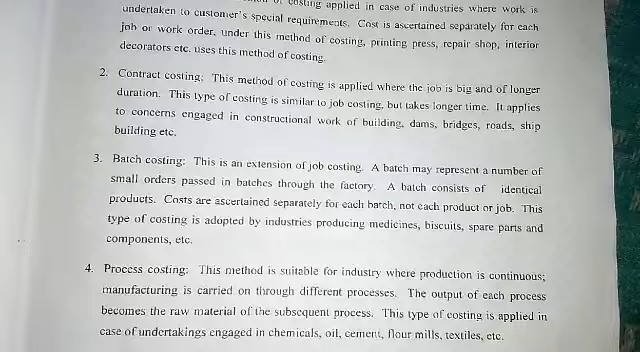 of costing applied in case of industries where work is
undertaken to customer's special requirements. Cost is ascertained separately for each
job or work order, under this method of costing, printing press, repair shop, interior
decorators etc. uses this method of costing.
2. Contract costing: This method of costing is applied where the job is big and of longer
duration. This type of costing is similar to job costing, but takes longer time. It applies
to concerns engaged in constructional work of building, dams, bridges, roads, ship
building etc.
3. Batch costing: This is an extension of job costing. A batch may represent a number of
small orders passed in batches through the factory. A batch consists of identical
products. Costs are ascertained separately for each batch, not each product or job. This
type of costing is adopted by industries producing medicines, biscuits, spare parts and
components, etc.
4. Process costing: This method is suitable for industry where production is continuous;
manufacturing is carried on through different processes. The output of each process
becomes the raw material of the subsequent process. This type of costing is applied in
case of undertakings engaged in chemicals, oil, cement, flour mills, textiles, etc.